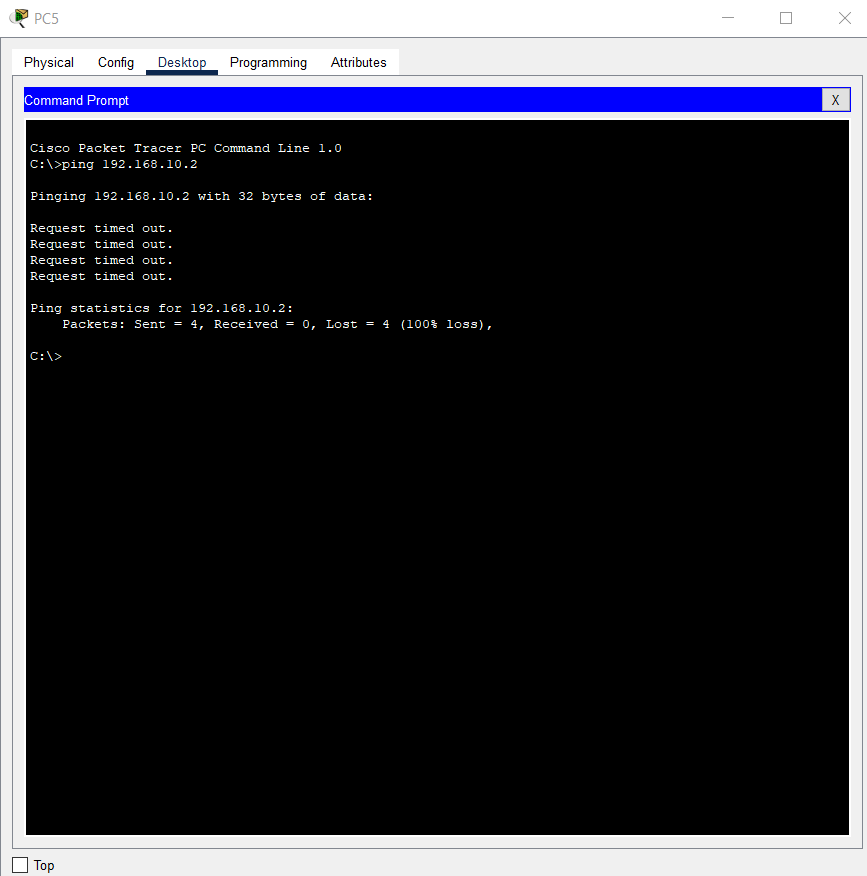 PC5
Physical Config Desktop Programming Attributes
Command Prompt
X
Cisco Packet Tracer PC Command Line 1.0
C:\>ping 192.168.10.2
Pinging 192.168.10.2 with 32 bytes of data:
Request timed out.
Request timed out.
Request timed out.
Request timed out.
Ping statistics for 192.168.10.2:
Packets: Sent = 4, Received = 0, Lost = 4 (100% loss),
C:\>
Top